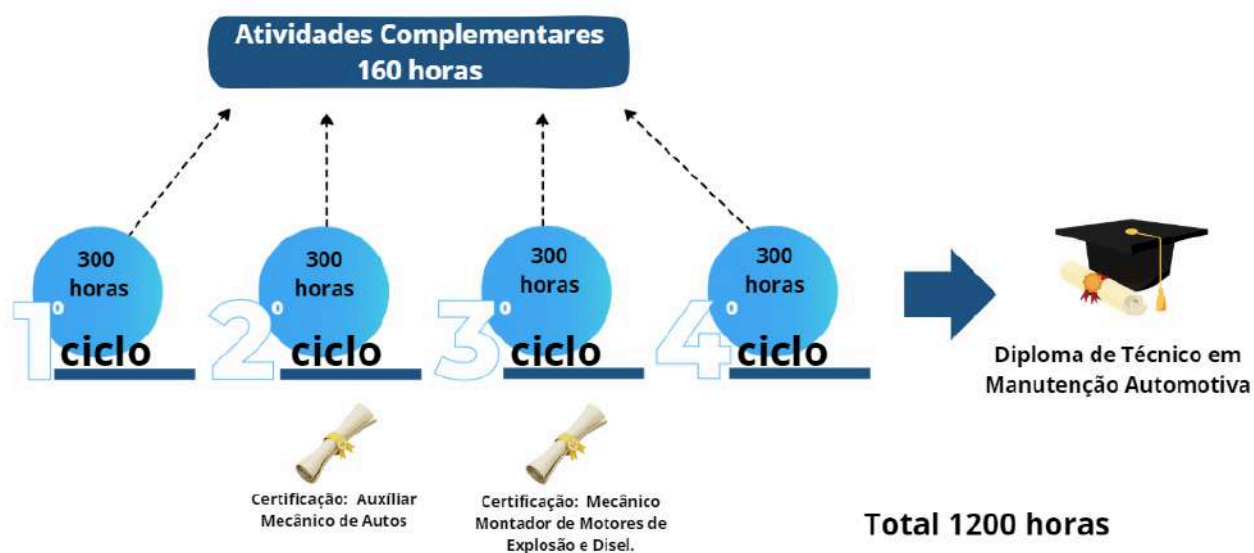 Atividades Complementares
160 horas
300
horas
1º
ciclo
300
horas
2º
ciclo
300
horas
3º
ciclo
300
horas
4º
ciclo
Diploma de Técnico em
Manutenção Automotiva
Certificação: Auxíliar
Mecânico de Autos
Certificação: Mecânico
Montador de Motores de
Explosão e Disel.
Total 1200 horas